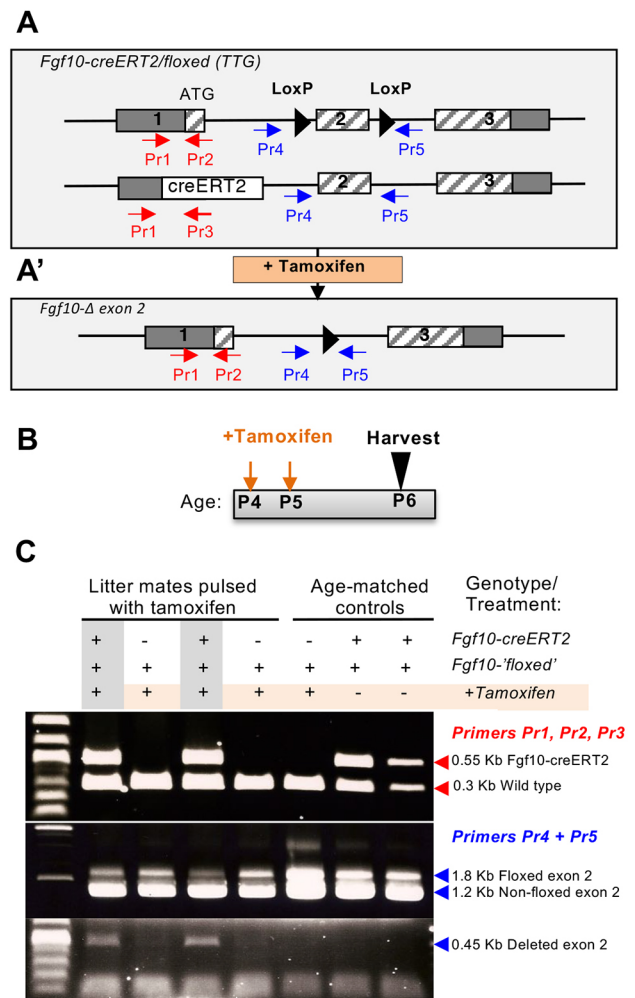 A
Fgf10-creERT2/floxed (TTG)
ATG
LoxP
LoxP
1
2
3
Pr1
Pr2
Pr4
Pr5
creERT2
2
3
Pr1
Pr3
Pr4
Pr5
+ Tamoxifen
A’
Fgf10-Δ exon 2
1
3
Pr1
Pr2
Pr4
Pr5
B
+Tamoxifen
Harvest
Age:
P4
P5
P6
C
Litter mates pulsed
with tamoxifen
Age-matched
controls
Genotype/
Treatment:
+ - + - - + + Fgf10-creERT2
+ + + + + + + Fgf10-’floxed’
+ + + + + - - +Tamoxifen
Primers Pr1, Pr2, Pr3
0.55 Kb Fgf10-creERT2
0.3 Kb Wild type
Primers Pr4 + Pr5
1.8 Kb Floxed exon 2
1.2 Kb Non-floxed exon 2
0.45 Kb Deleted exon 2